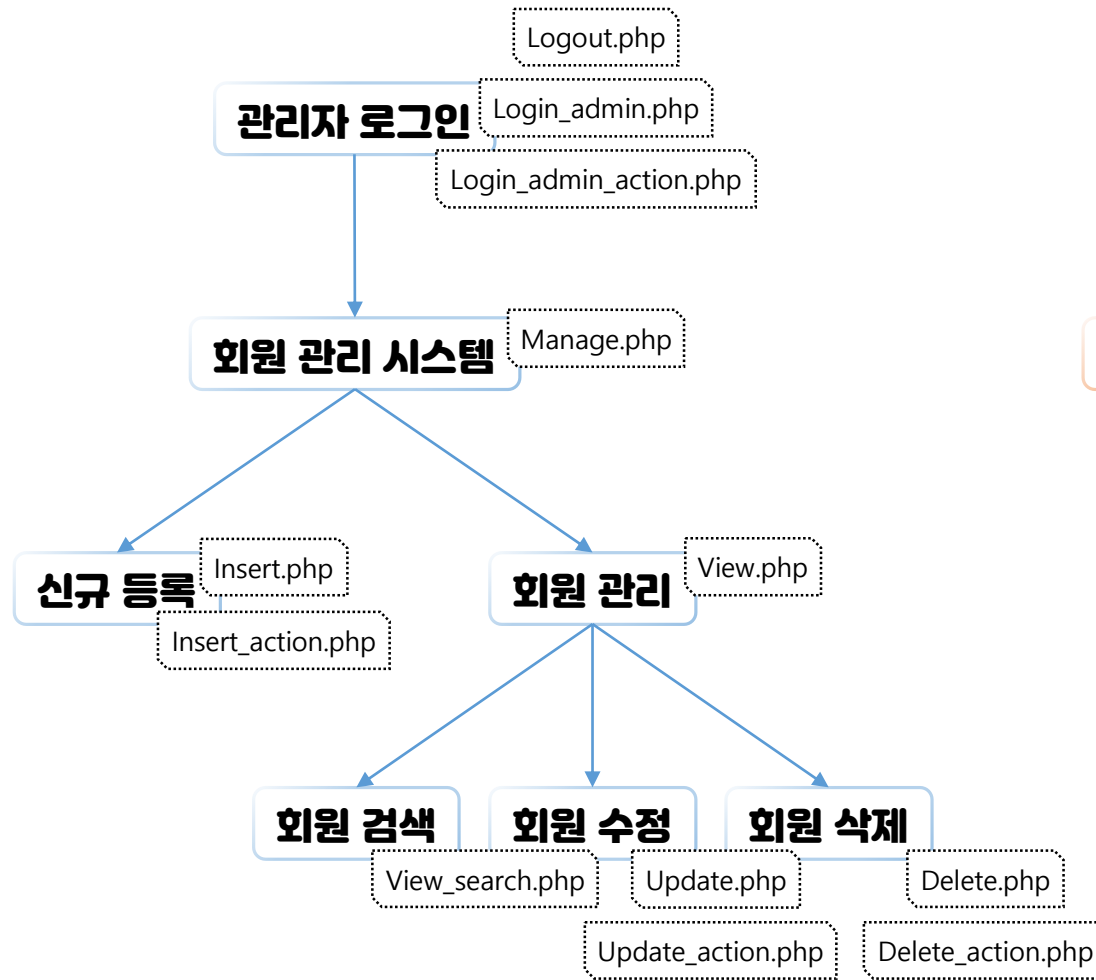 Logout.php
관리자 로그인
Login_admin.php
Login_admin_action.php
회원 관리 시스템
Manage.php
신규 등록
Insert.php
Insert_action.php
회원 관리
View.php
회원 검색
View_search.php
회원 수정
Update.php
Update_action.php
회원 삭제
Delete.php
Delete_action.php